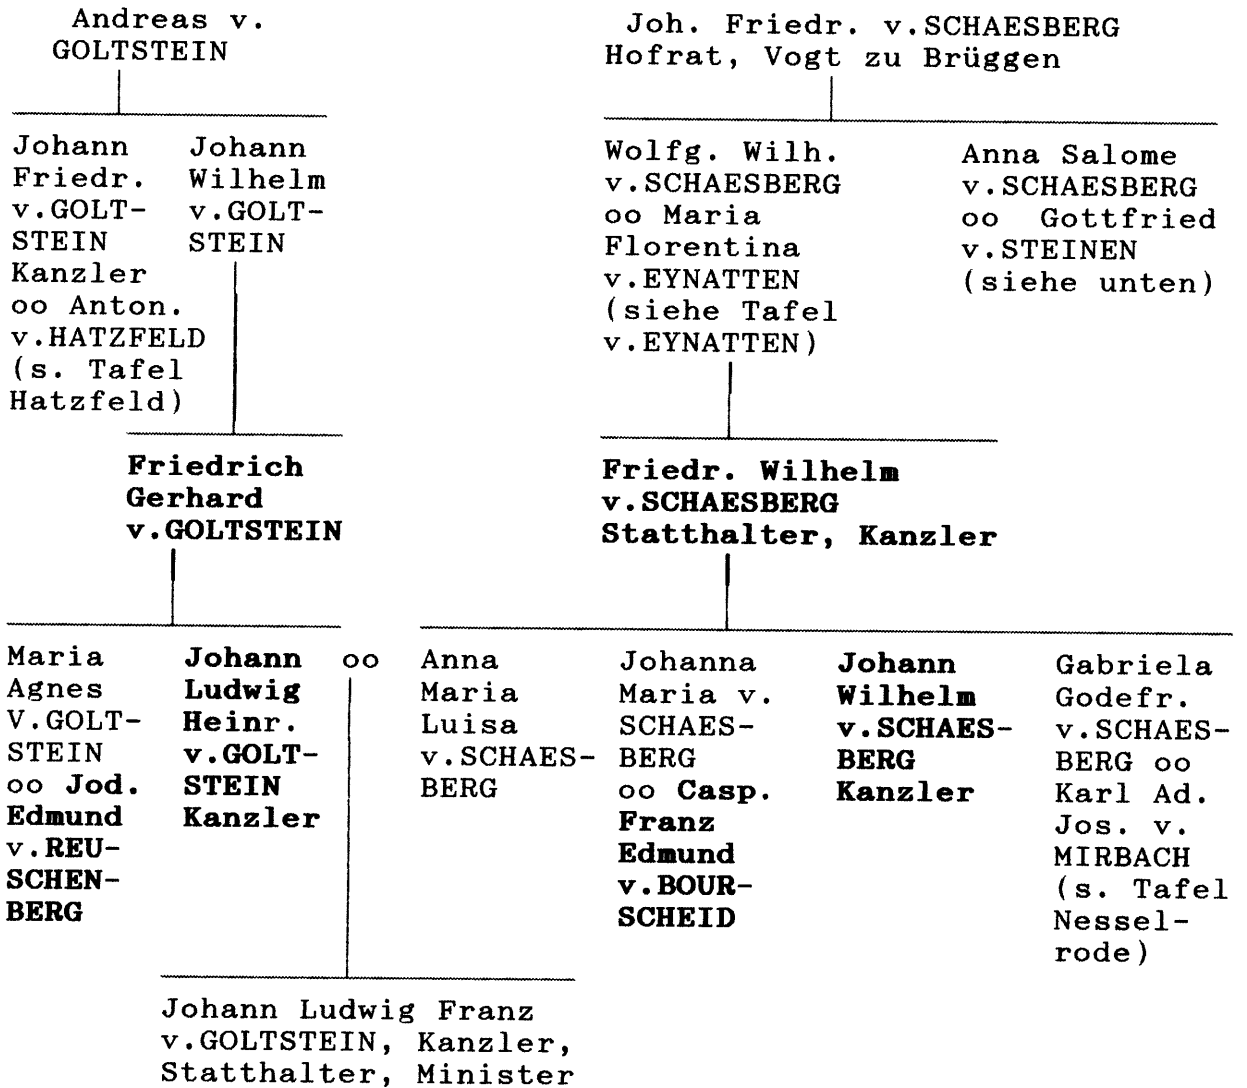 Andreas v.
GOLTSTEIN
Joh. Friedr. v.SCHAESBERG
Hofrat, Vogt zu Brüggen
Johann
Friedr.
v.GOLT-
STEIN
Kanzler
oo Anton.
v.HATZFELD
(s. Tafel
Hatzfeld)
Johann
Wilhelm
v.GOLT-
STEIN
Wolfg. Wilh.
v.SCHAESBERG
oo Maria
Florentina
v.EYNATTEN
(siehe Tafel
v.EYNATTEN)
Anna Salome
v.SCHAESBERG
oo Gottfried
v.STEINEN
(siehe unten)
Friedrich
Gerhard
v.GOLTSTEIN
Friedr. Wilhelm
v.SCHAESBERG
Statthalter, Kanzler
Maria
Agnes
V.GOLT-
STEIN
oo Jod.
Edmund
v.REU-
SCHEN-
BERG
Johann
Ludwig
Heinr.
v.GOLT-
STEIN
Kanzler
oo
Anna
Maria
Luisa
v.SCHAES-
BERG
Johanna
Maria v.
SCHAES-
BERG
oo Casp.
Franz
Edmund
v.BOUR-
SCHEID
Johann
Wilhelm
v.SCHAES-
BERG
Kanzler
Gabriela
Godefr.
v.SCHAES-
BERG oo
Karl Ad.
Jos. v.
MIRBACH
(s. Tafel
Nessel-
rode)
Johann Ludwig Franz
v.GOLTSTEIN, Kanzler,
Statthalter, Minister